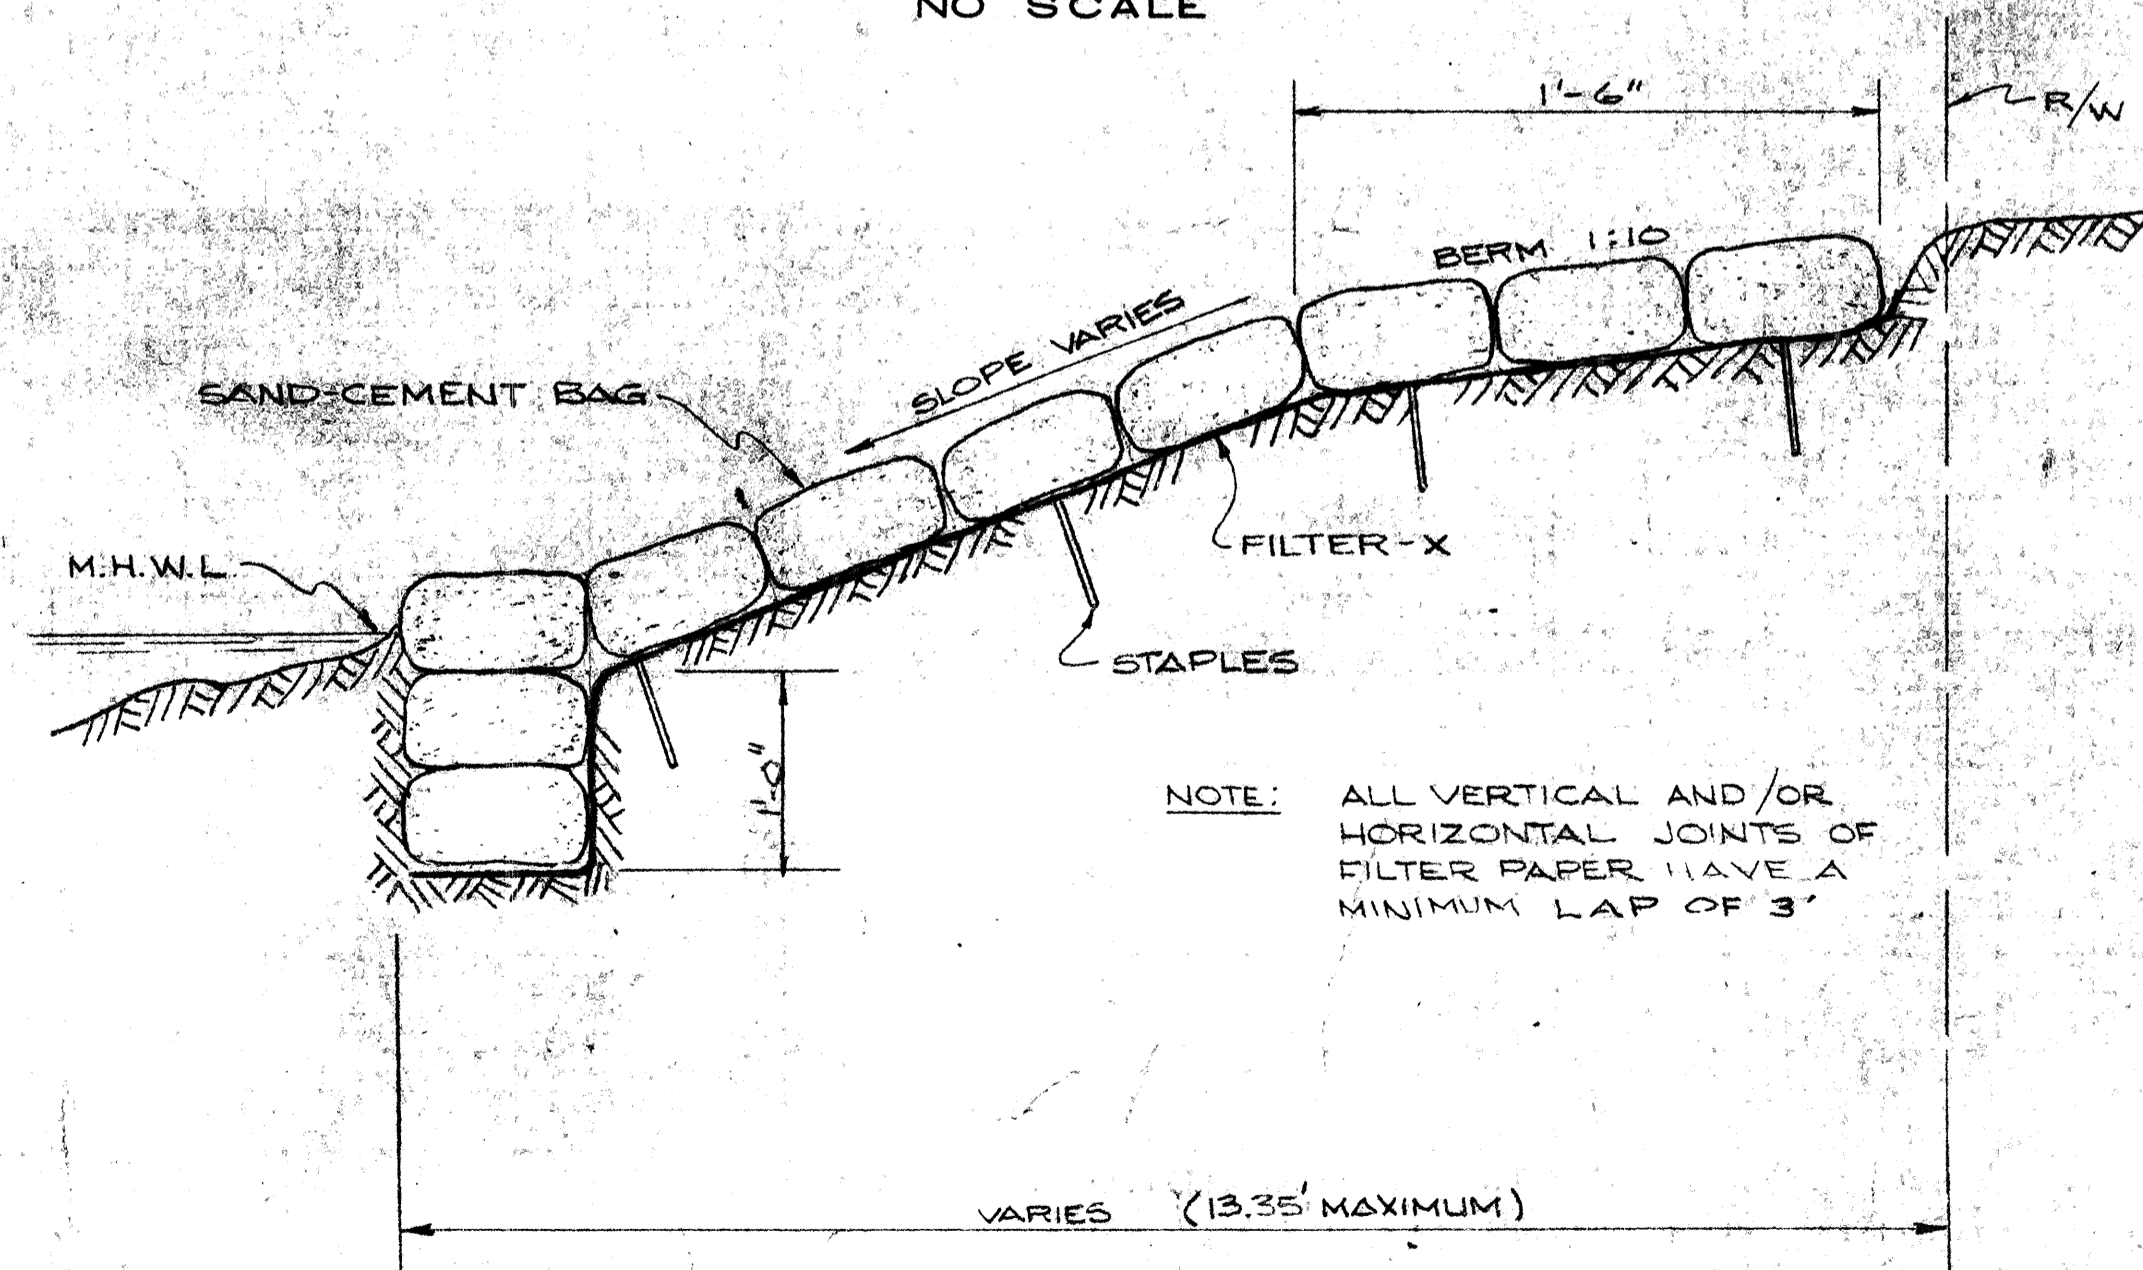 NO SCALE
1'-6"
R/W
BERM 1:10
SLOPE VARIES
SAND-CEMENT BAG
FILTER-X
M.H.W.L.
STAPLES
1'-0"
NOTE: ALL VERTICAL AND/OR
HORIZONTAL JOINTS OF
FILTER PAPER HAVE A
MINIMUM LAP OF 3'
VARIES (13.35' MAXIMUM)